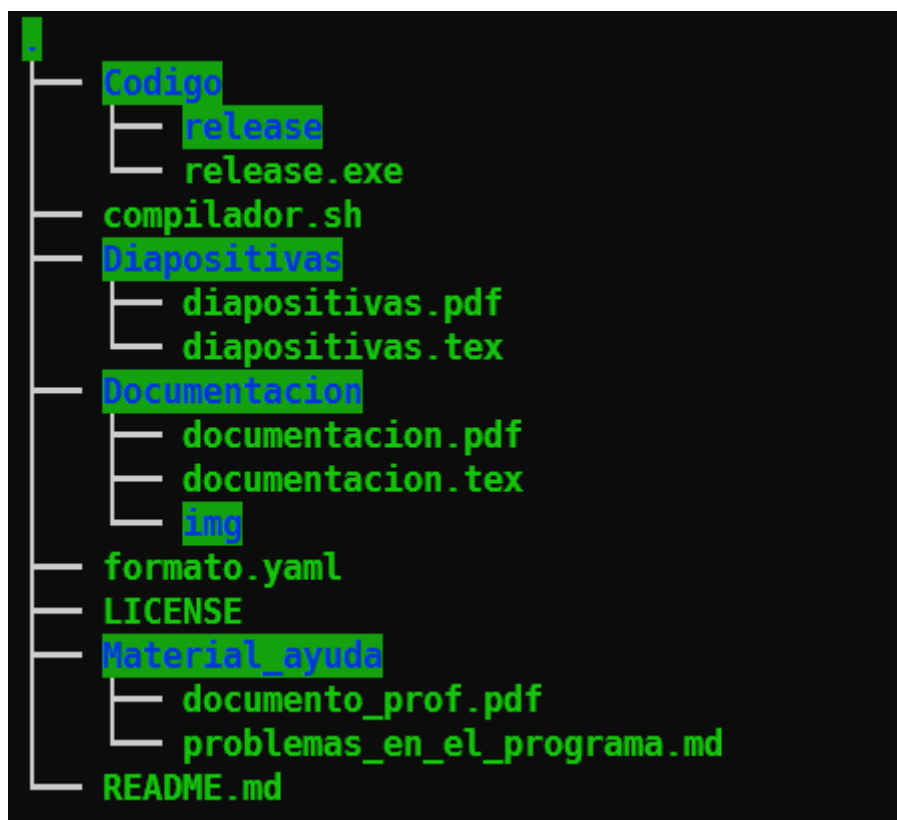 .
├── Codigo
│   ├── release
│   └── release.exe
├── compilador.sh
├── Diapositivas
│   ├── diapositivas.pdf
│   └── diapositivas.tex
├── Documentacion
│   ├── documentacion.pdf
│   ├── documentacion.tex
│   └── img
├── formato.yaml
├── LICENSE
├── Material_ayuda
│   ├── documento_prof.pdf
│   └── problemas_en_el_programa.md
└── README.md